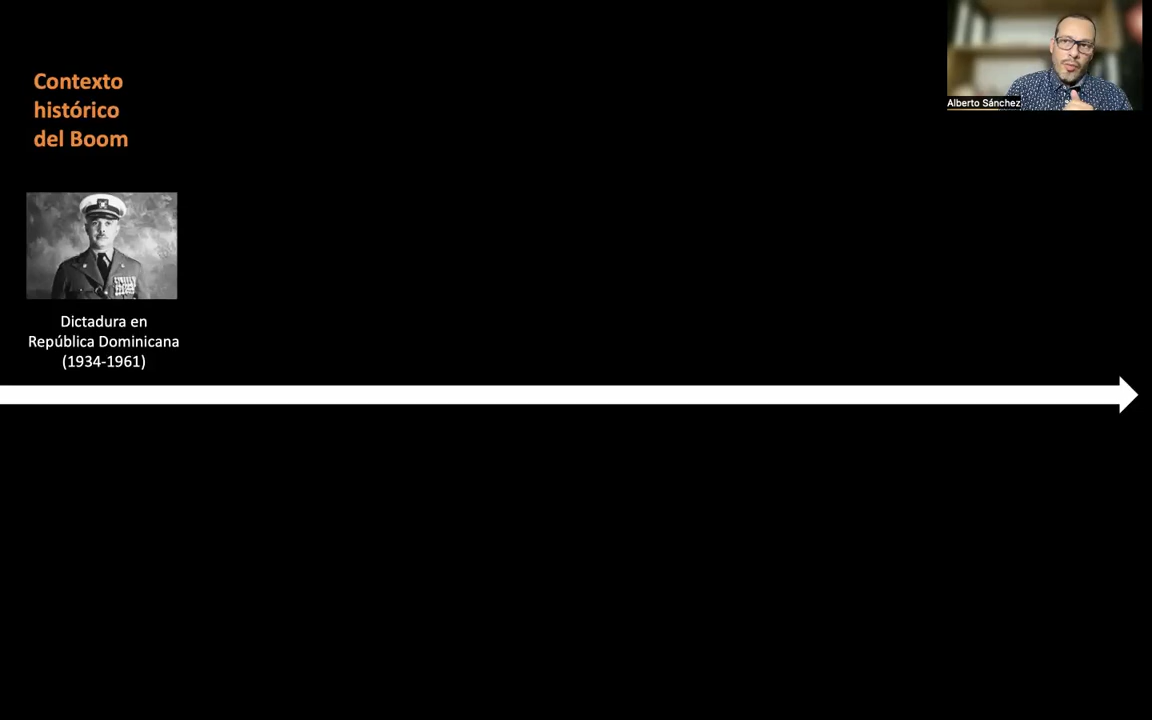 Contexto
histórico
del Boom
Alberto Sánchez
Dictadura en
República Dominicana
(1934-1961)